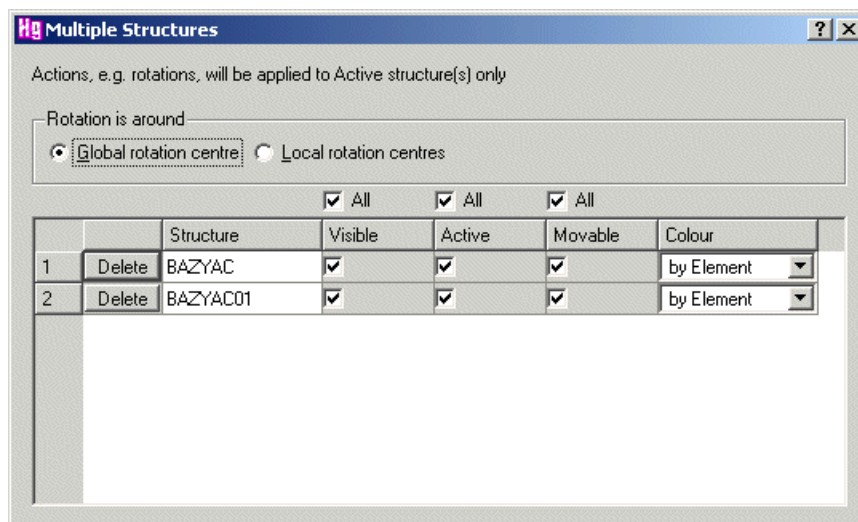 Hg Multiple Structures ? X
Actions, e.g. rotations, will be applied to Active structure(s) only
Rotation is around
Global rotation centre Local rotation centres
All All All
Structure Visible Active Movable Colour
1 Delete BAZYAC by Element
2 Delete BAZYAC01 by Element